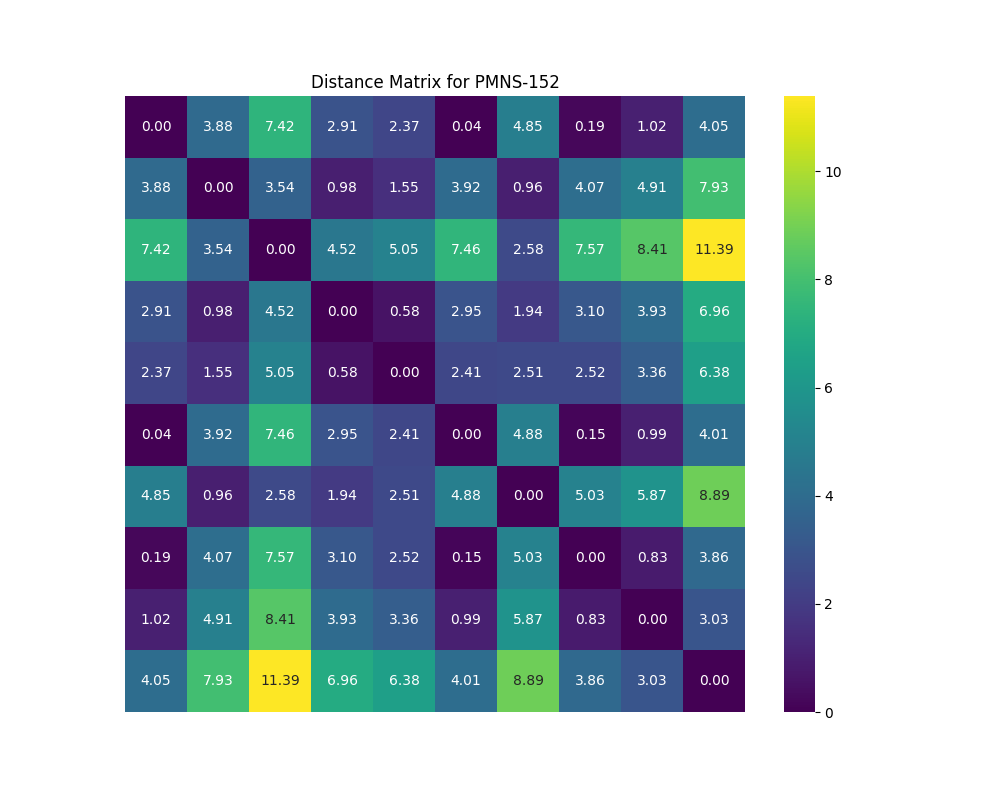 Distance Matrix for PMNS-152
0.00 3.88 7.42 2.91 2.37 0.04 4.85 0.19 1.02 4.05
3.88 0.00 3.54 0.98 1.55 3.92 0.96 4.07 4.91 7.93
7.42 3.54 0.00 4.52 5.05 7.46 2.58 7.57 8.41 11.39
2.91 0.98 4.52 0.00 0.58 2.95 1.94 3.10 3.93 6.96
2.37 1.55 5.05 0.58 0.00 2.41 2.51 2.52 3.36 6.38
0.04 3.92 7.46 2.95 2.41 0.00 4.88 0.15 0.99 4.01
4.85 0.96 2.58 1.94 2.51 4.88 0.00 5.03 5.87 8.89
0.19 4.07 7.57 3.10 2.52 0.15 5.03 0.00 0.83 3.86
1.02 4.91 8.41 3.93 3.36 0.99 5.87 0.83 0.00 3.03
4.05 7.93 11.39 6.96 6.38 4.01 8.89 3.86 3.03 0.00
10
8
6
4
2
0